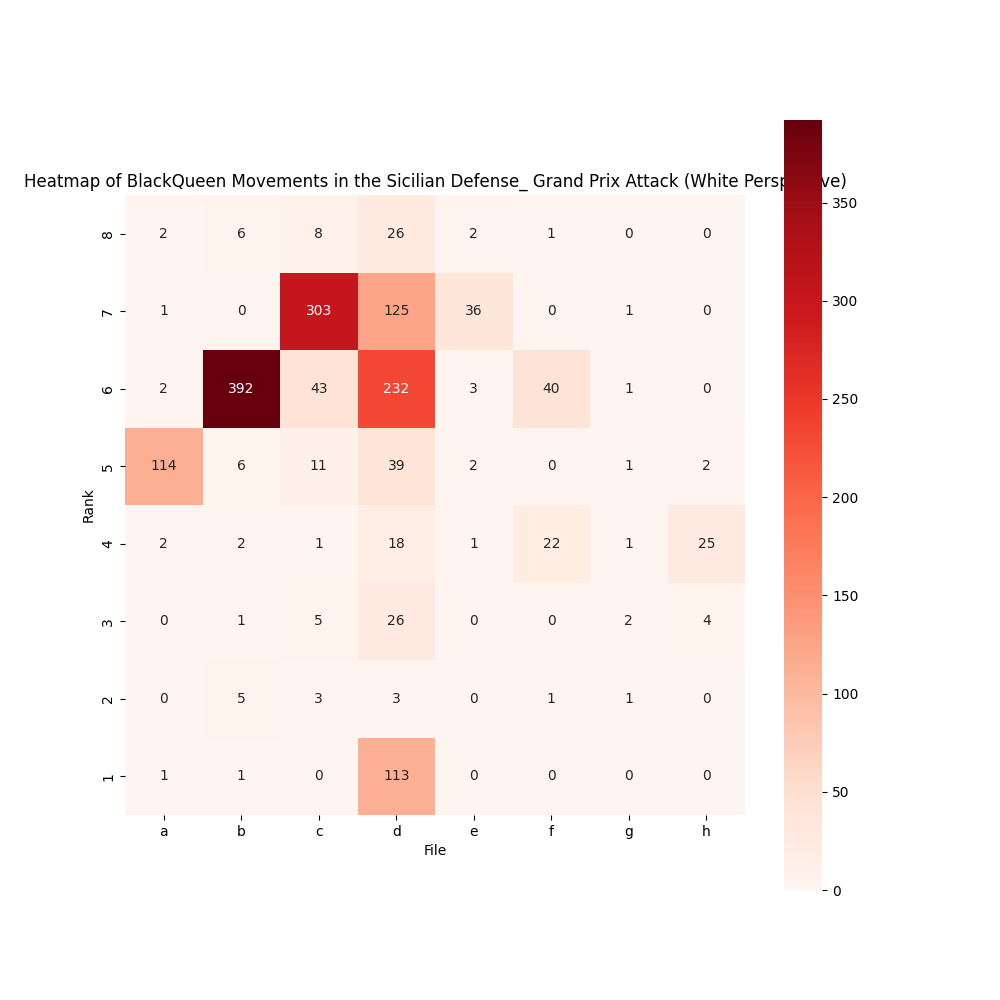 Heatmap of BlackQueen Movements in the Sicilian Defense_ Grand Prix Attack (White Persp ve)
350
8 2 6 8 26 2 1 0 0
7 1 0 303 125 36 0 1 0
300
6 2 392 43 232 3 40 1 0
250
5 114 6 11 39 2 0 1 2
200
Rank
4 2 2 1 18 1 22 1 25
150
3 0 1 5 26 0 0 2 4
100
2 0 5 3 3 0 1 1 0
50
1 1 1 0 113 0 0 0 0
a b c d e f g h
File
0